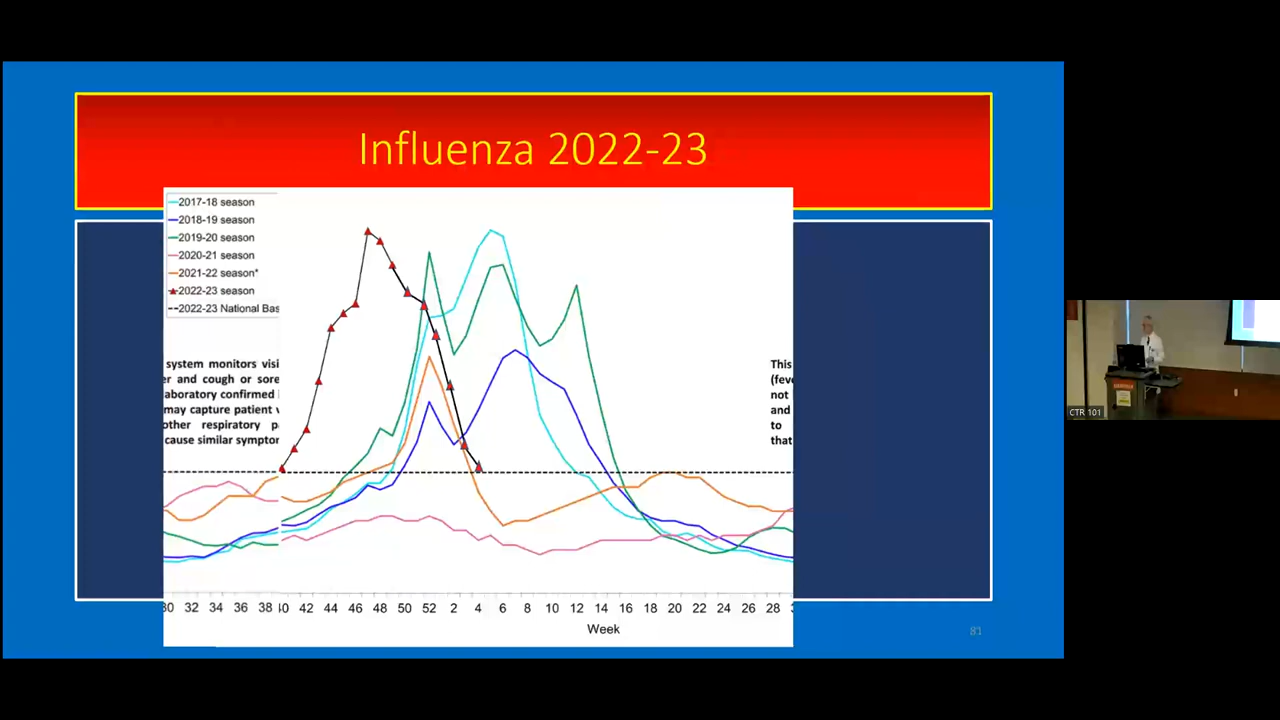 Influenza 2022-23
2017-18 season
2018-19 season
2019-20 season
2020-21 season
2021-22 season*
2022-23 season
2022-23 National Bas
system monitors visi
er and cough or sore
laboratory confirmed
may capture patient v
other respiratory p
cause similar symptor
This
(feve
not
and
to
that
30 32 34 36 38 40 42 44 46 48 50 52 2 4 6 8 10 12 14 16 18 20 22 24 26 28
Week
81
CTR 101